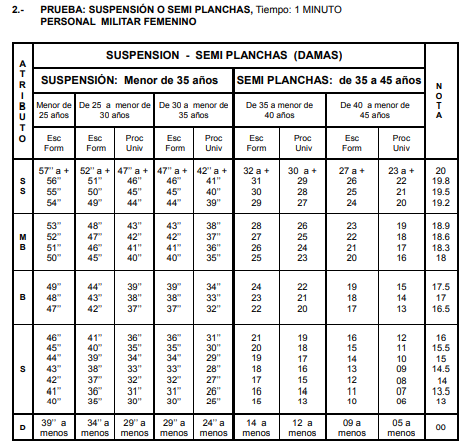 2.- PRUEBA: SUSPENSIÓN O SEMI PLANCHAS, Tiempo: 1 MINUTO
PERSONAL MILITAR FEMENINO
ATRIBUTO
SUSPENSION - SEMI PLANCHAS (DAMAS)
NOTA
SUSPENSIÓN: Menor de 35 años SEMI PLANCHAS: de 35 a 45 años
Menor de De 25 a menor de De 30 a menor de De 35 a menor de De 40 a menor de
25 años 30 años 35 años 40 años 45 años
Esc Esc Proc Esc Proc Esc Proc Esc Proc
Form Form Univ Form Univ Form Univ Form Univ
SS
57” a + 52” a + 47” a + 47” a + 42” a + 32 a + 30 a + 27 a + 23 a + 20
56” 51” 46” 46” 41” 31 29 26 22 19.8
55” 50” 45” 45” 40” 30 28 25 21 19.5
54” 49” 44” 44” 39” 29 27 24 20 19.2
MB
53” 48” 43” 43” 38” 28 26 23 19 18.9
52” 47” 42” 42” 37” 27 25 22 18 18.6
51” 46” 41” 41” 36” 26 24 21 17 18.3
50” 45” 40” 40” 35” 25 23 20 16 18
B
49” 44” 39” 39” 34” 24 22 19 15 17.5
48” 43” 38” 38” 33” 23 21 18 14 17
47” 42” 37” 37” 32” 22 20 17 13 16.5
S
46” 41” 36” 36” 31” 21 19 16 12 16
45” 40” 35” 35” 30” 20 18 15 11 15.5
44” 39” 34” 34” 29” 19 17 14 10 15
43” 38” 33” 33” 28” 18 16 13 09 14.5
42” 37” 32” 32” 27” 17 15 12 08 14
41” 36” 31” 31” 26” 16 14 11 07 13.5
40” 35” 30” 30” 25” 15 13 10 06 13
D
39” a 34” a 29” a 29” a 24” a 14 a 12 a 09 a 05 a 00
menos menos menos menos menos menos menos menos menos